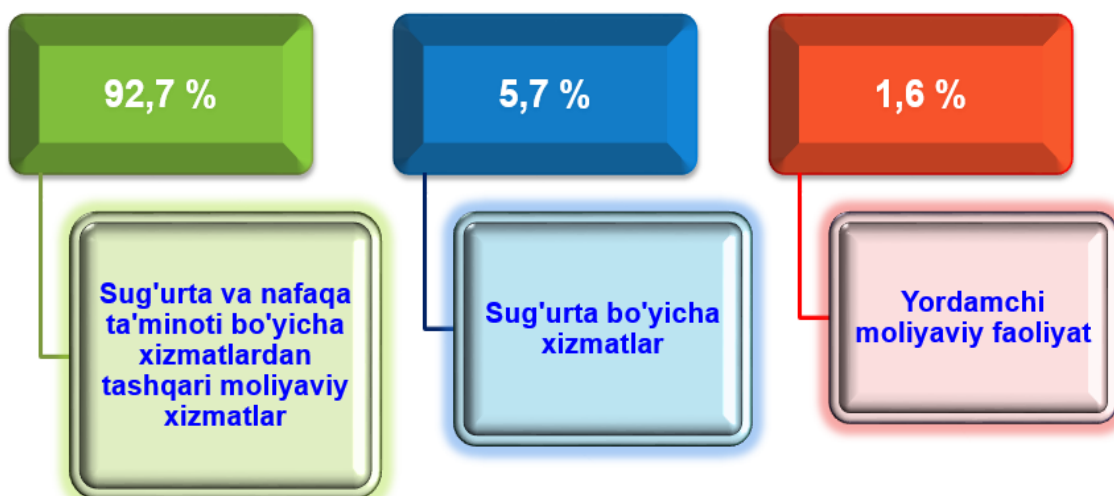 92,7 %
5,7 %
1,6 %
Sug'urta va nafaqa
ta'minoti bo'yicha
xizmatlardan
tashqari moliyaviy
xizmatlar
Sug'urta bo'yicha
xizmatlar
Yordamchi
moliyaviy faoliyat